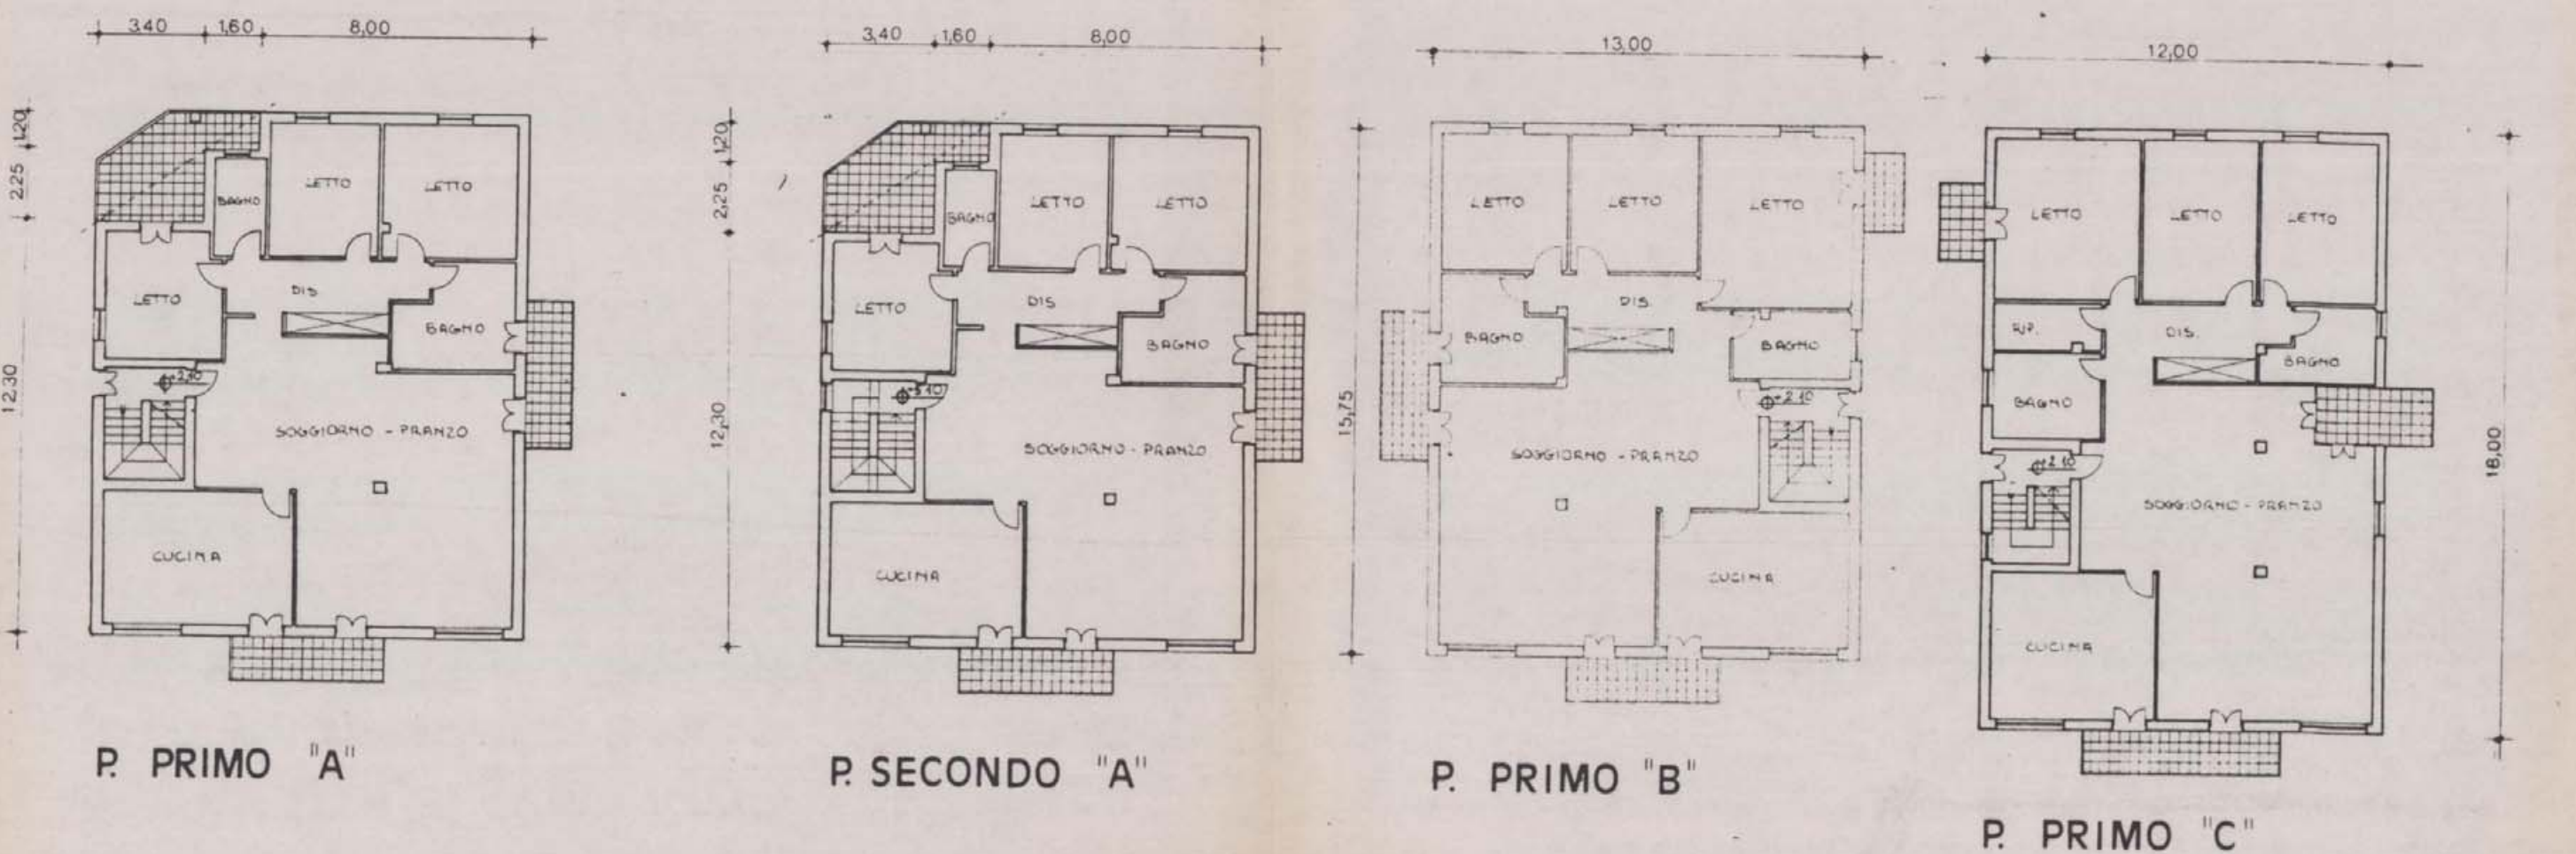 3.40 1,60 8,00
1,20
2,25
12,30
BAGNO
LETTO
LETTO
LETTO
DIS
BAGNO
+2,10
SOGGIORNO - PRANZO
CUCINA
P. PRIMO "A"
3,40 1,60 8,00
1,20
2,25
12,30
BAGNO
LETTO
LETTO
LETTO
DIS
BAGNO
+5.10
SOGGIORNO - PRANZO
CUCINA
P. SECONDO "A"
13,00
15,75
LETTO
LETTO
LETTO
DIS.
BAGNO
BAGNO
+2.10
SOGGIORNO - PRANZO
CUCINA
P. PRIMO "B"
12,00
18,00
LETTO
LETTO
LETTO
RIP.
DIS.
BAGNO
BAGNO
+2.10
SOGGIORNO - PRANZO
CUCINA
P. PRIMO "C"